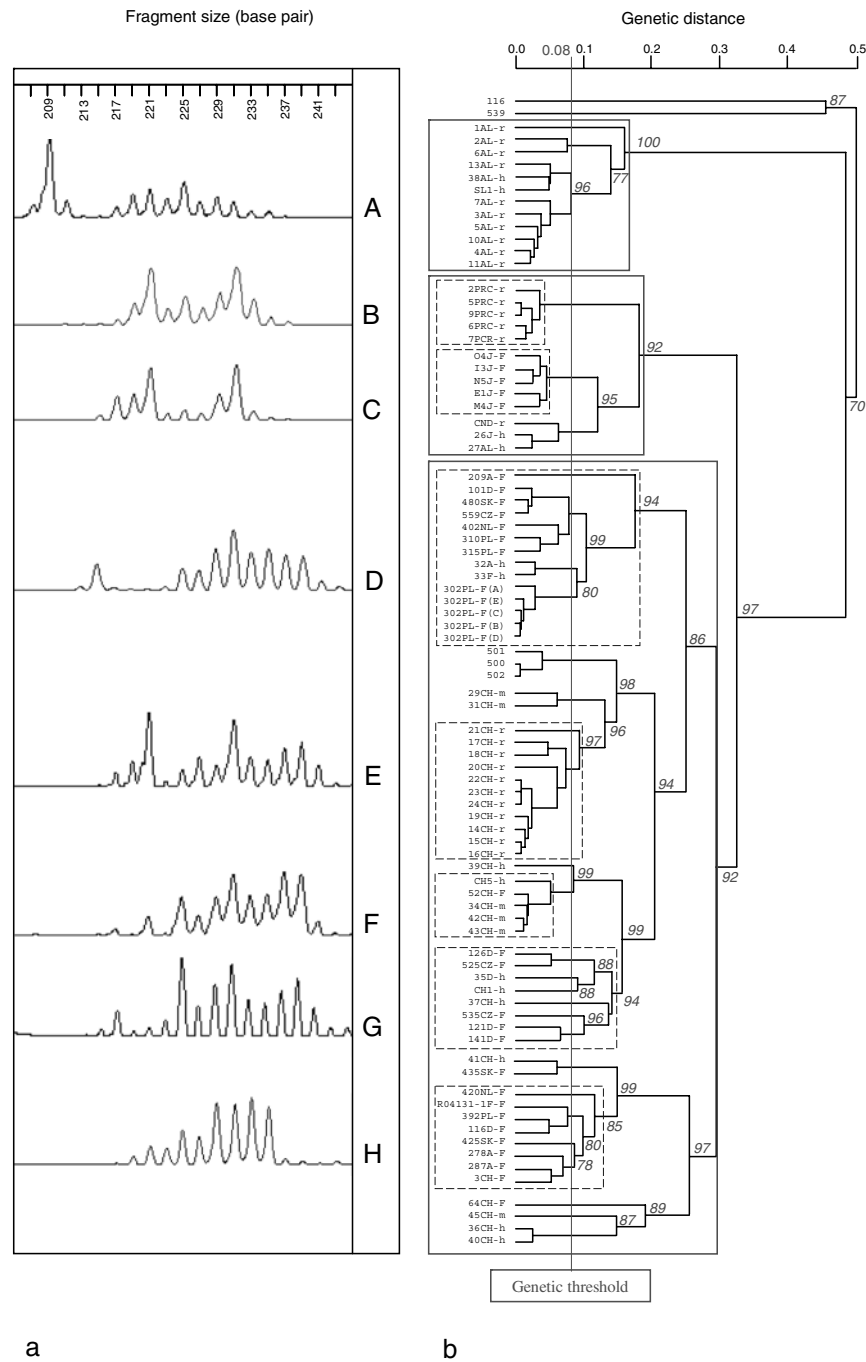 Fragment size (base pair)
209
213
217
221
225
229
233
237
241
A
B
C
D
E
F
G
H
a
Genetic distance
0.0
0.08
0.1
0.2
0.3
0.4
0.5
116
539
1AL-r
2AL-r
6AL-r
13AL-r
38AL-h
SL1-h
7AL-r
3AL-r
5AL-r
10AL-r
4AL-r
11AL-r
2PRC-r
5PRC-r
9PRC-r
6PRC-r
7PCR-r
O4J-F
I3J-F
N5J-F
E1J-F
M4J-F
CND-r
26J-h
27AL-h
209A-F
101D-F
480SK-F
559CZ-F
402NL-F
310PL-F
315PL-F
32A-h
33F-h
302PL-F(A)
302PL-F(E)
302PL-F(C)
302PL-F(B)
302PL-F(D)
501
500
502
29CH-m
31CH-m
21CH-r
17CH-r
18CH-r
20CH-r
22CH-r
23CH-r
24CH-r
19CH-r
14CH-r
15CH-r
16CH-r
39CH-h
CH5-h
52CH-F
34CH-m
42CH-m
43CH-m
126D-F
525CZ-F
35D-h
CH1-h
37CH-h
535CZ-F
121D-F
141D-F
41CH-h
435SK-F
420NL-F
R04131-1F-F
392PL-F
116D-F
425SK-F
278A-F
287A-F
3CH-F
64CH-F
45CH-m
36CH-h
40CH-h
87
100
77
96
92
95
70
94
99
80
97
86
98
96
97
94
99
92
99
88
88
94
96
99
85
80
78
97
89
87
Genetic threshold
b